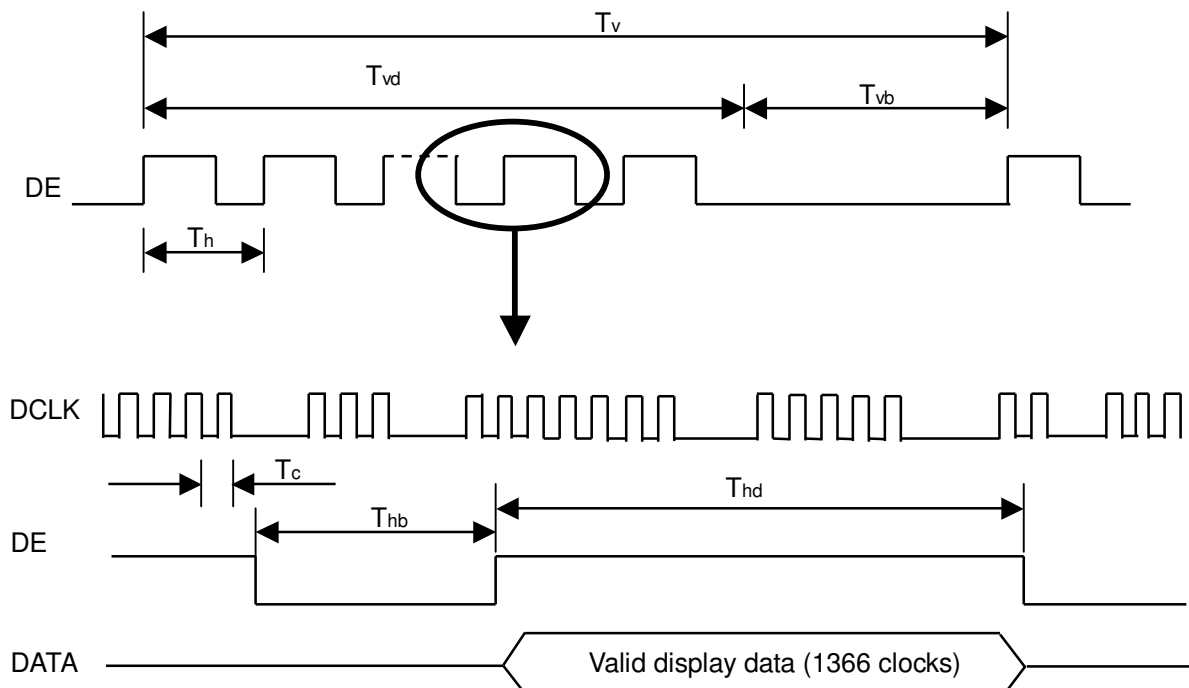 Tv
Tvd
Tvb
DE
Th
DCLK
Tc
Thd
Thb
DE
DATA
Valid display data (1366 clocks)